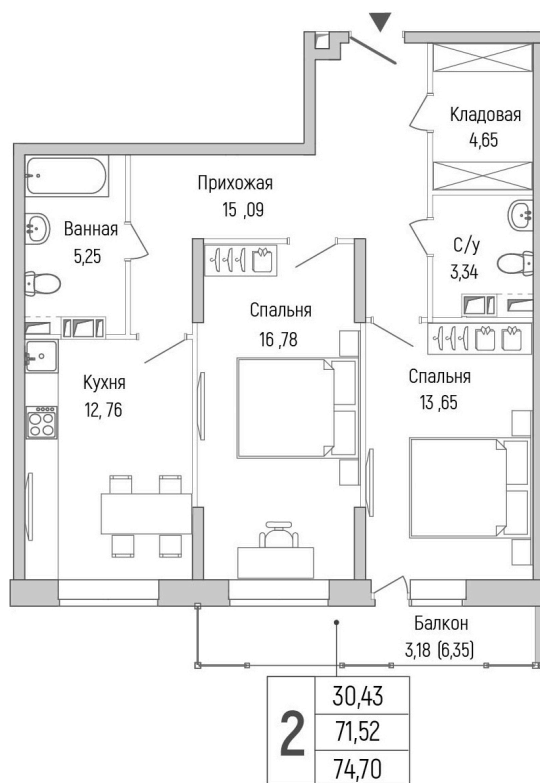 Кладовая
4,65
Прихожая
15 ,09
Ванная
5,25
С/у
3,34
Спальня
16 ,78
Кухня
12, 76
Спальня
13 ,65
Балкон
3,18 (6,35)
2
30,43
71,52
74,70